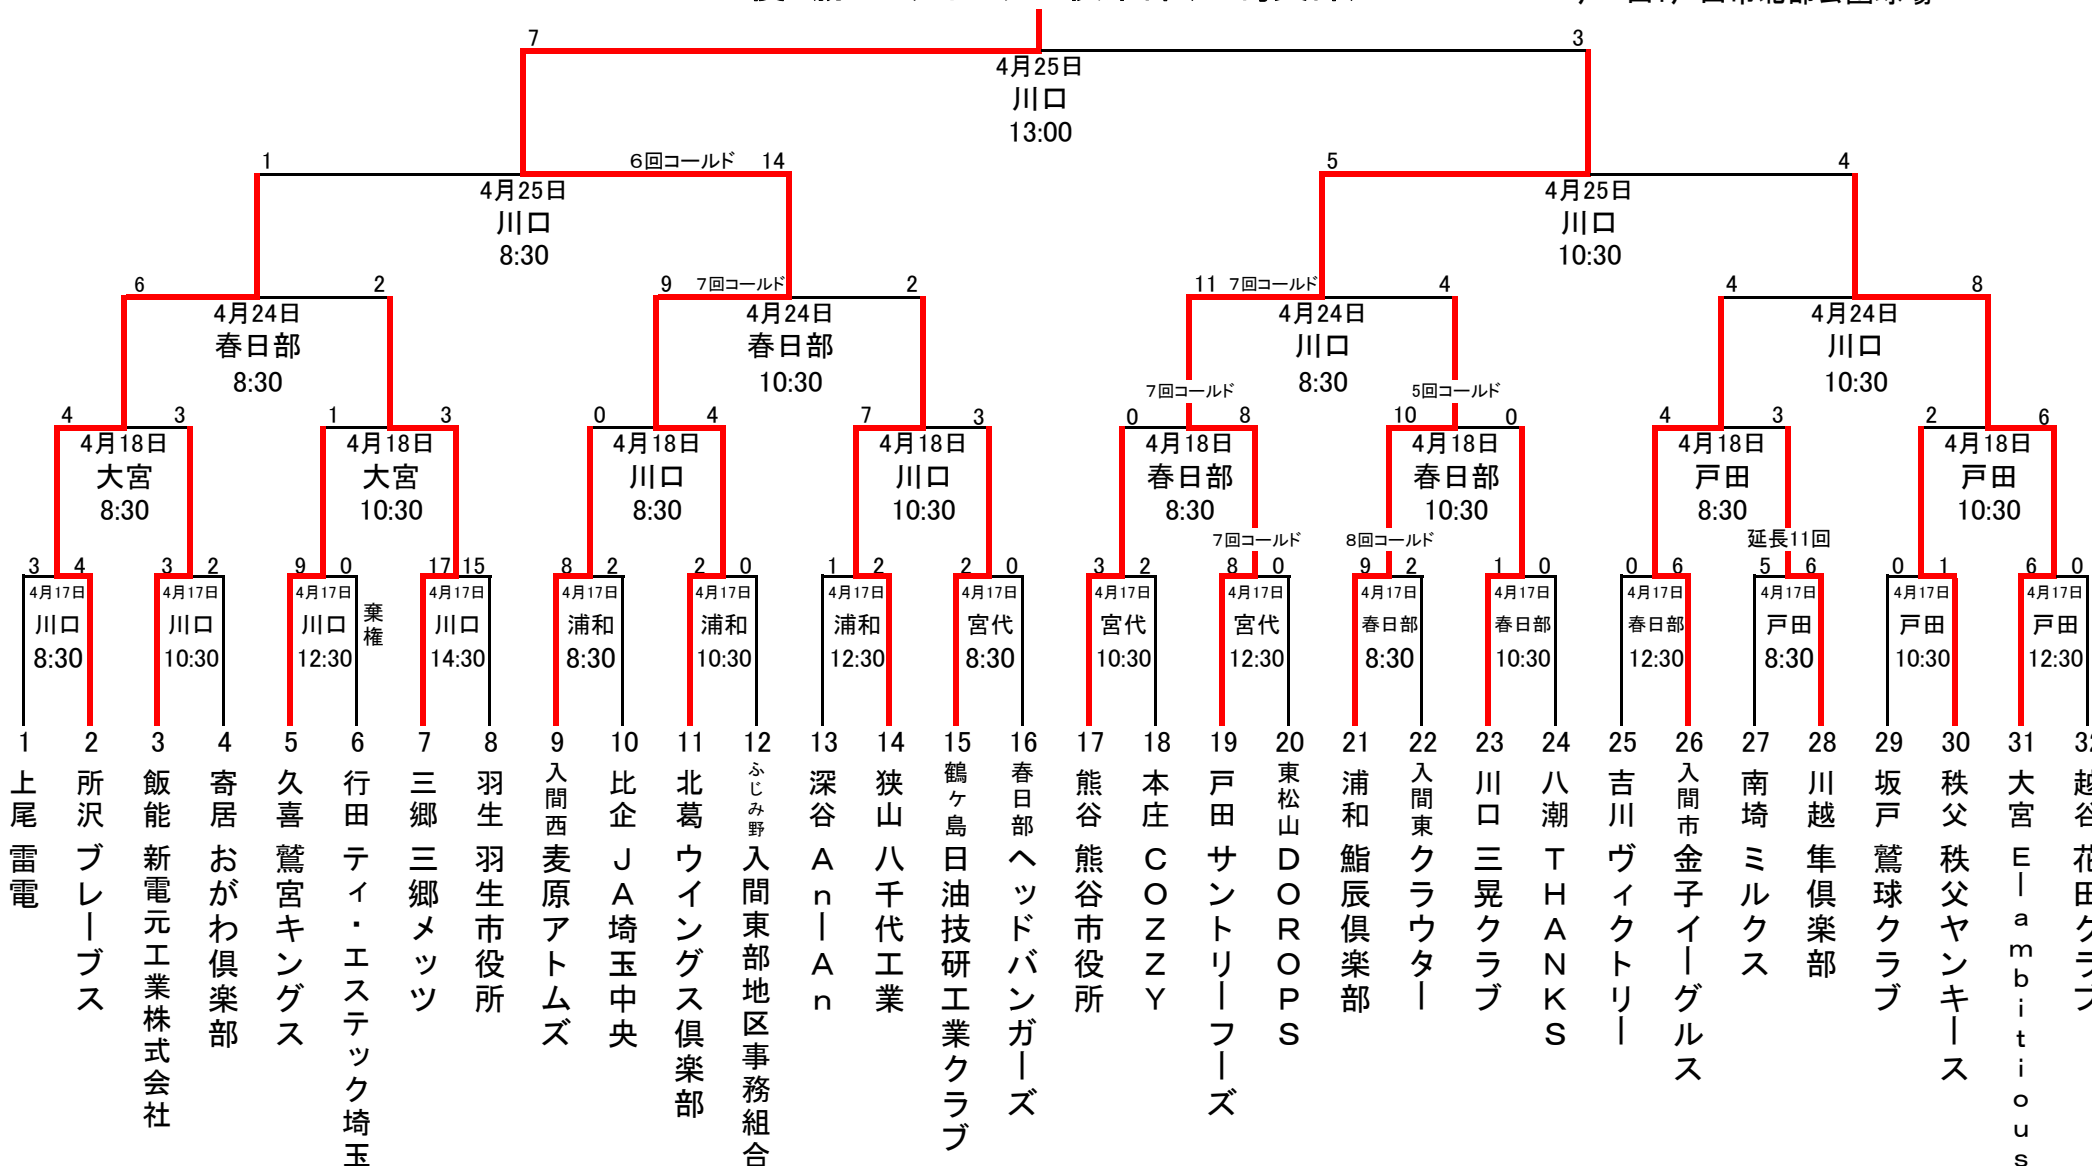 7 3
4月25日
川口
13:00
1 6回コールド 14 5 4
4月25日 4月25日
川口 川口
8:30 10:30
6 2 9 7回コールド 2 11 7回コールド 4 4 8
4月24日 4月24日 4月24日 4月24日
春日部 春日部 川口 川口
8:30 10:30 8:30 10:30
7回コールド 5回コールド
4 3 1 3 0 4 7 3 0 8 10 0 4 3 2 6
4月18日 4月18日 4月18日 4月18日 4月18日 4月18日 4月18日 4月18日
大宮 大宮 川口 川口 春日部 春日部 戸田 戸田
8:30 10:30 8:30 10:30 8:30 10:30 8:30 10:30
7回コールド 8回コールド 延長11回
3 4 3 2 9 0 17 15 8 2 2 0 1 2 2 0 3 2 8 0 9 2 1 0 0 6 5 6 0 1 6 0
4月17日 4月17日 4月17日 4月17日 4月17日 4月17日 4月17日 4月17日 4月17日 4月17日 4月17日 4月17日 4月17日 4月17日 4月17日 4月17日
川口 川口 川口 棄権 川口 浦和 浦和 浦和 宮代 宮代 宮代 春日部 春日部 春日部 戸田 戸田 戸田
8:30 10:30 12:30 14:30 8:30 10:30 12:30 8:30 10:30 12:30 8:30 10:30 12:30 8:30 10:30 12:30
1 上尾 雷電
2 所沢 ブレーブス
3 飯能 新電元工業株式会社
4 寄居 おがわ倶楽部
5 久喜 鷲宮キングス
6 行田 ティ・エステック埼玉
7 三郷 三郷メッツ
8 羽生 羽生市役所
9 入間西 麦原アトムズ
10 比企 JA埼玉中央
11 北葛 ウイングス倶楽部
12 ふじみ野 入間東部地区事務組合
13 深谷 AnーAn
14 狭山 八千代工業
15 鶴ヶ島 日油技研工業クラブ
16 春日部 ヘッドバンガーズ
17 熊谷 熊谷市役所
18 本庄 COZZY
19 戸田 サントリーフーズ
20 東松山 DOROPS
21 浦和 鮨辰倶楽部
22 入間東 クラウター
23 川口 三晃クラブ
24 八潮 THANKS
25 吉川 ヴィクトリー
26 入間市 金子イーグルス
27 南埼 ミルクス
28 川越 隼倶楽部
29 坂戸 鷲球クラブ
30 秩父 秩父ヤンキース
31 大宮 El ambitious
32 越谷 花田クラブ